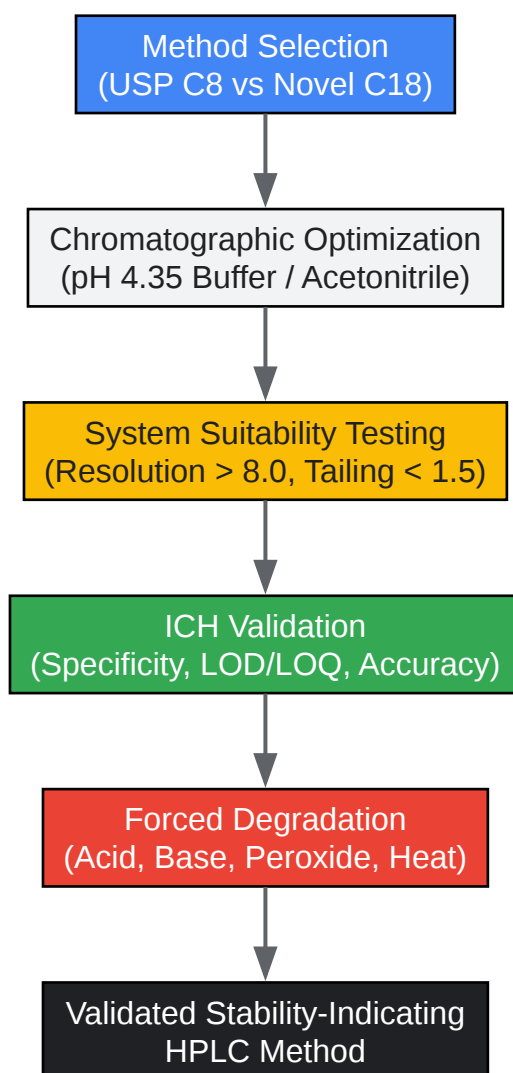 Method Selection
(USP C8 vs Novel C18)
Chromatographic Optimization
(pH 4.35 Buffer / Acetonitrile)
System Suitability Testing
(Resolution > 8.0, Tailing < 1.5)
ICH Validation
(Specificity, LOD/LOQ, Accuracy)
Forced Degradation
(Acid, Base, Peroxide, Heat)
Validated Stability-Indicating
HPLC Method